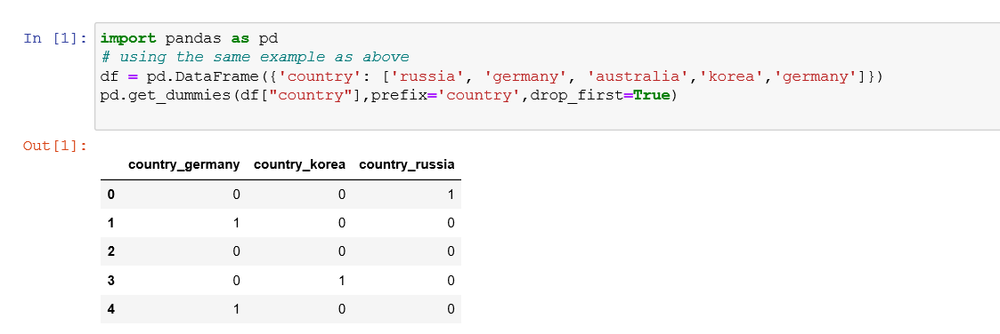 In [1]: import pandas as pd
# using the same example as above
df = pd.DataFrame({'country': ['russia', 'germany', 'australia','korea','germany']})
pd.get_dummies(df["country"],prefix='country',drop_first=True)
Out[1]:
country_germany country_korea country_russia
0 0 0 1
1 1 0 0
2 0 0 0
3 0 1 0
4 1 0 0